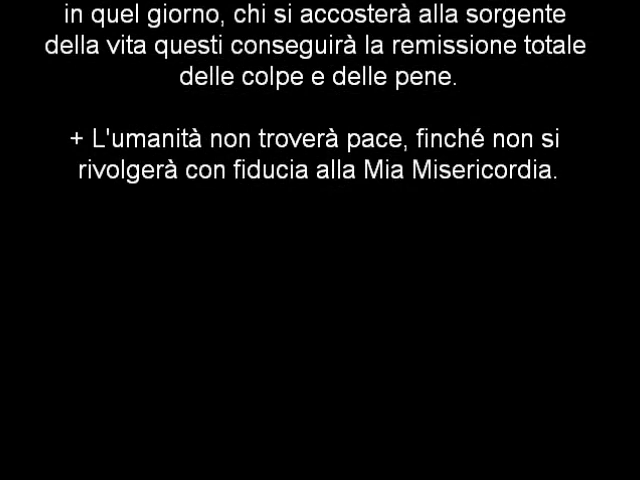 in quel giorno, chi si accosterà alla sorgente
della vita questi conseguirà la remissione totale
delle colpe e delle pene.
+ L'umanità non troverà pace, finché non si
rivolgerà con fiducia alla Mia Misericordia.